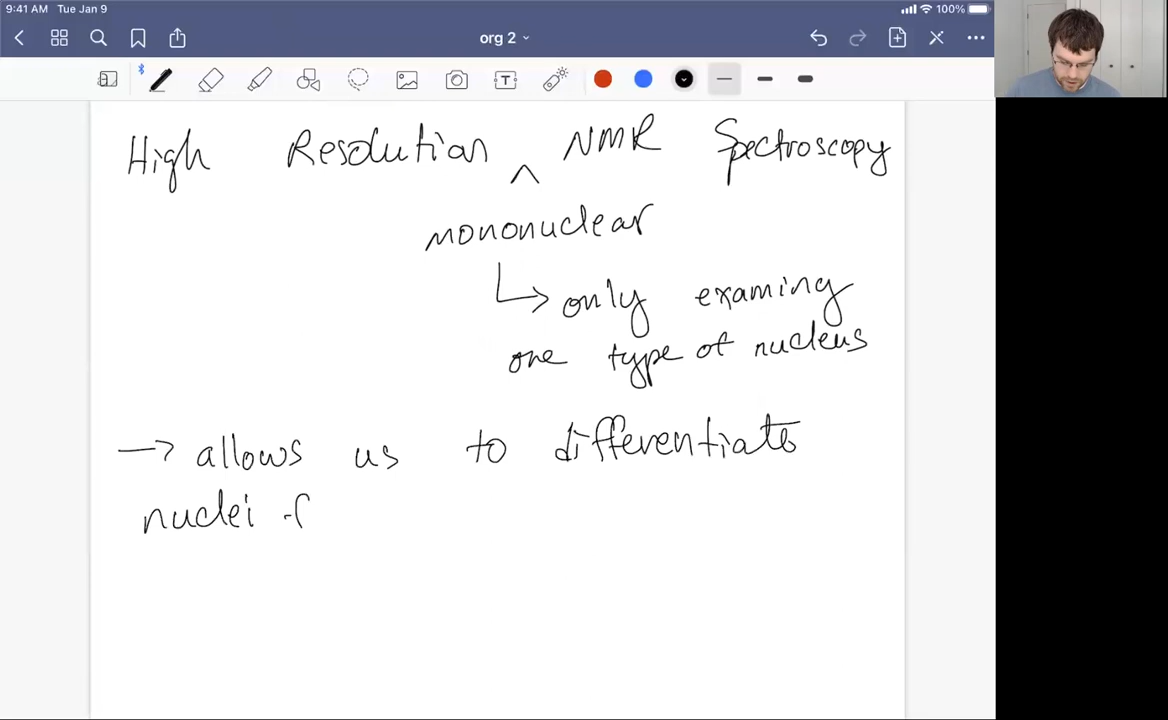 9:41 AM Tue Jan 9 100%
org 2
T
High Resolution ^ NMR Spectroscopy
mononuclear
↳ only examing
one type of nucleus
→ allows us to differentiate
nuclei